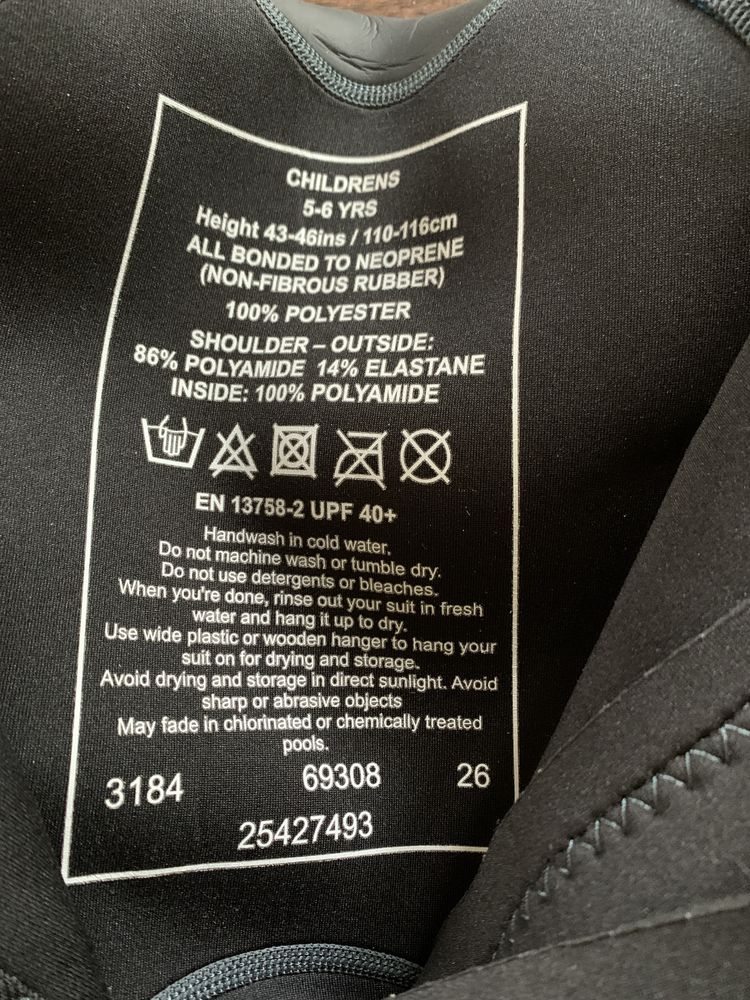 CHILDRENS
5-6 YRS
Height 43-46ins / 110-116cm
ALL BONDED TO NEOPRENE
(NON-FIBROUS RUBBER)
100% POLYESTER
SHOULDER – OUTSIDE:
86% POLYAMIDE 14% ELASTANE
INSIDE: 100% POLYAMIDE
EN 13758-2 UPF 40+
Handwash in cold water,
Do not machine wash or tumble dry.
Do not use detergents or bleaches.
When you're done, rinse out your suit in fresh
water and hang it up to dry.
Use wide plastic or wooden hanger to hang your
suit on for drying and storage.
Avoid drying and storage in direct sunlight. Avoid
sharp or abrasive objects
May fade in chlorinated or chemically treated
pools.
3184 69308 26
25427493